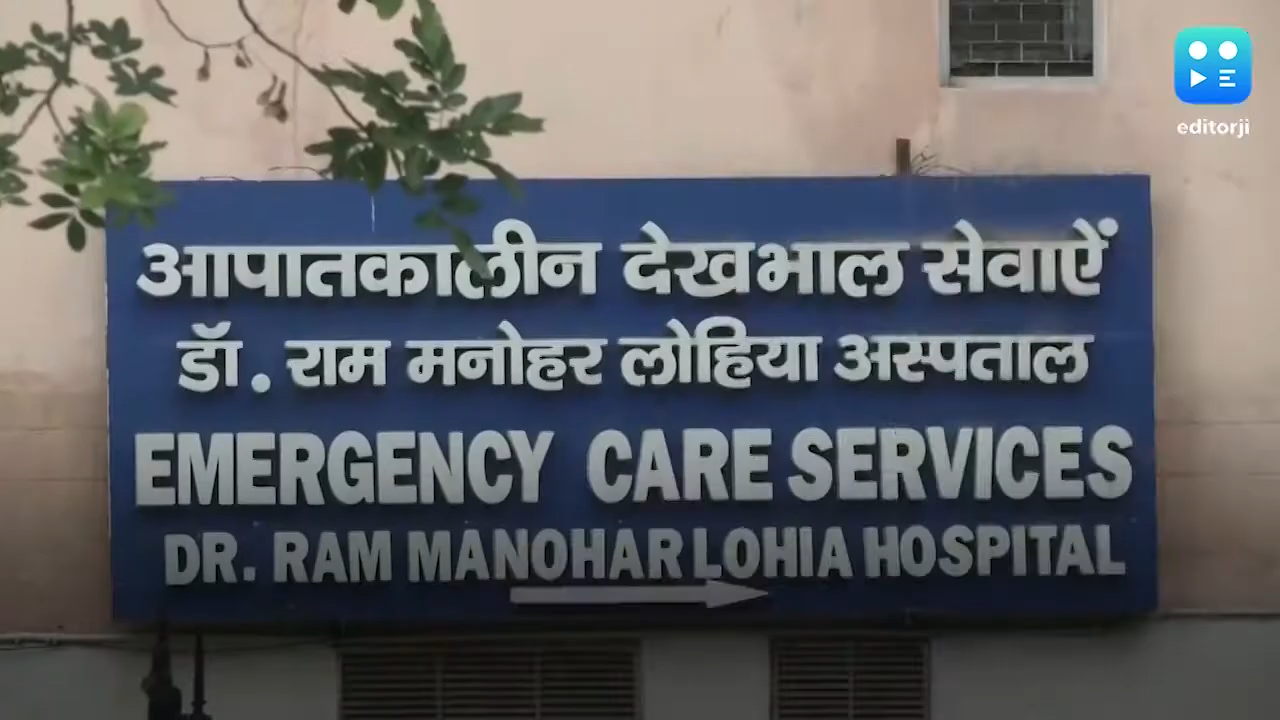 आपातकालीन देखभाल सेवाऐं
डॉ. राम मनोहर लोहिया अस्पताल
EMERGENCY CARE SERVICES
DR. RAM MANOHAR LOHIA HOSPITAL
editorji